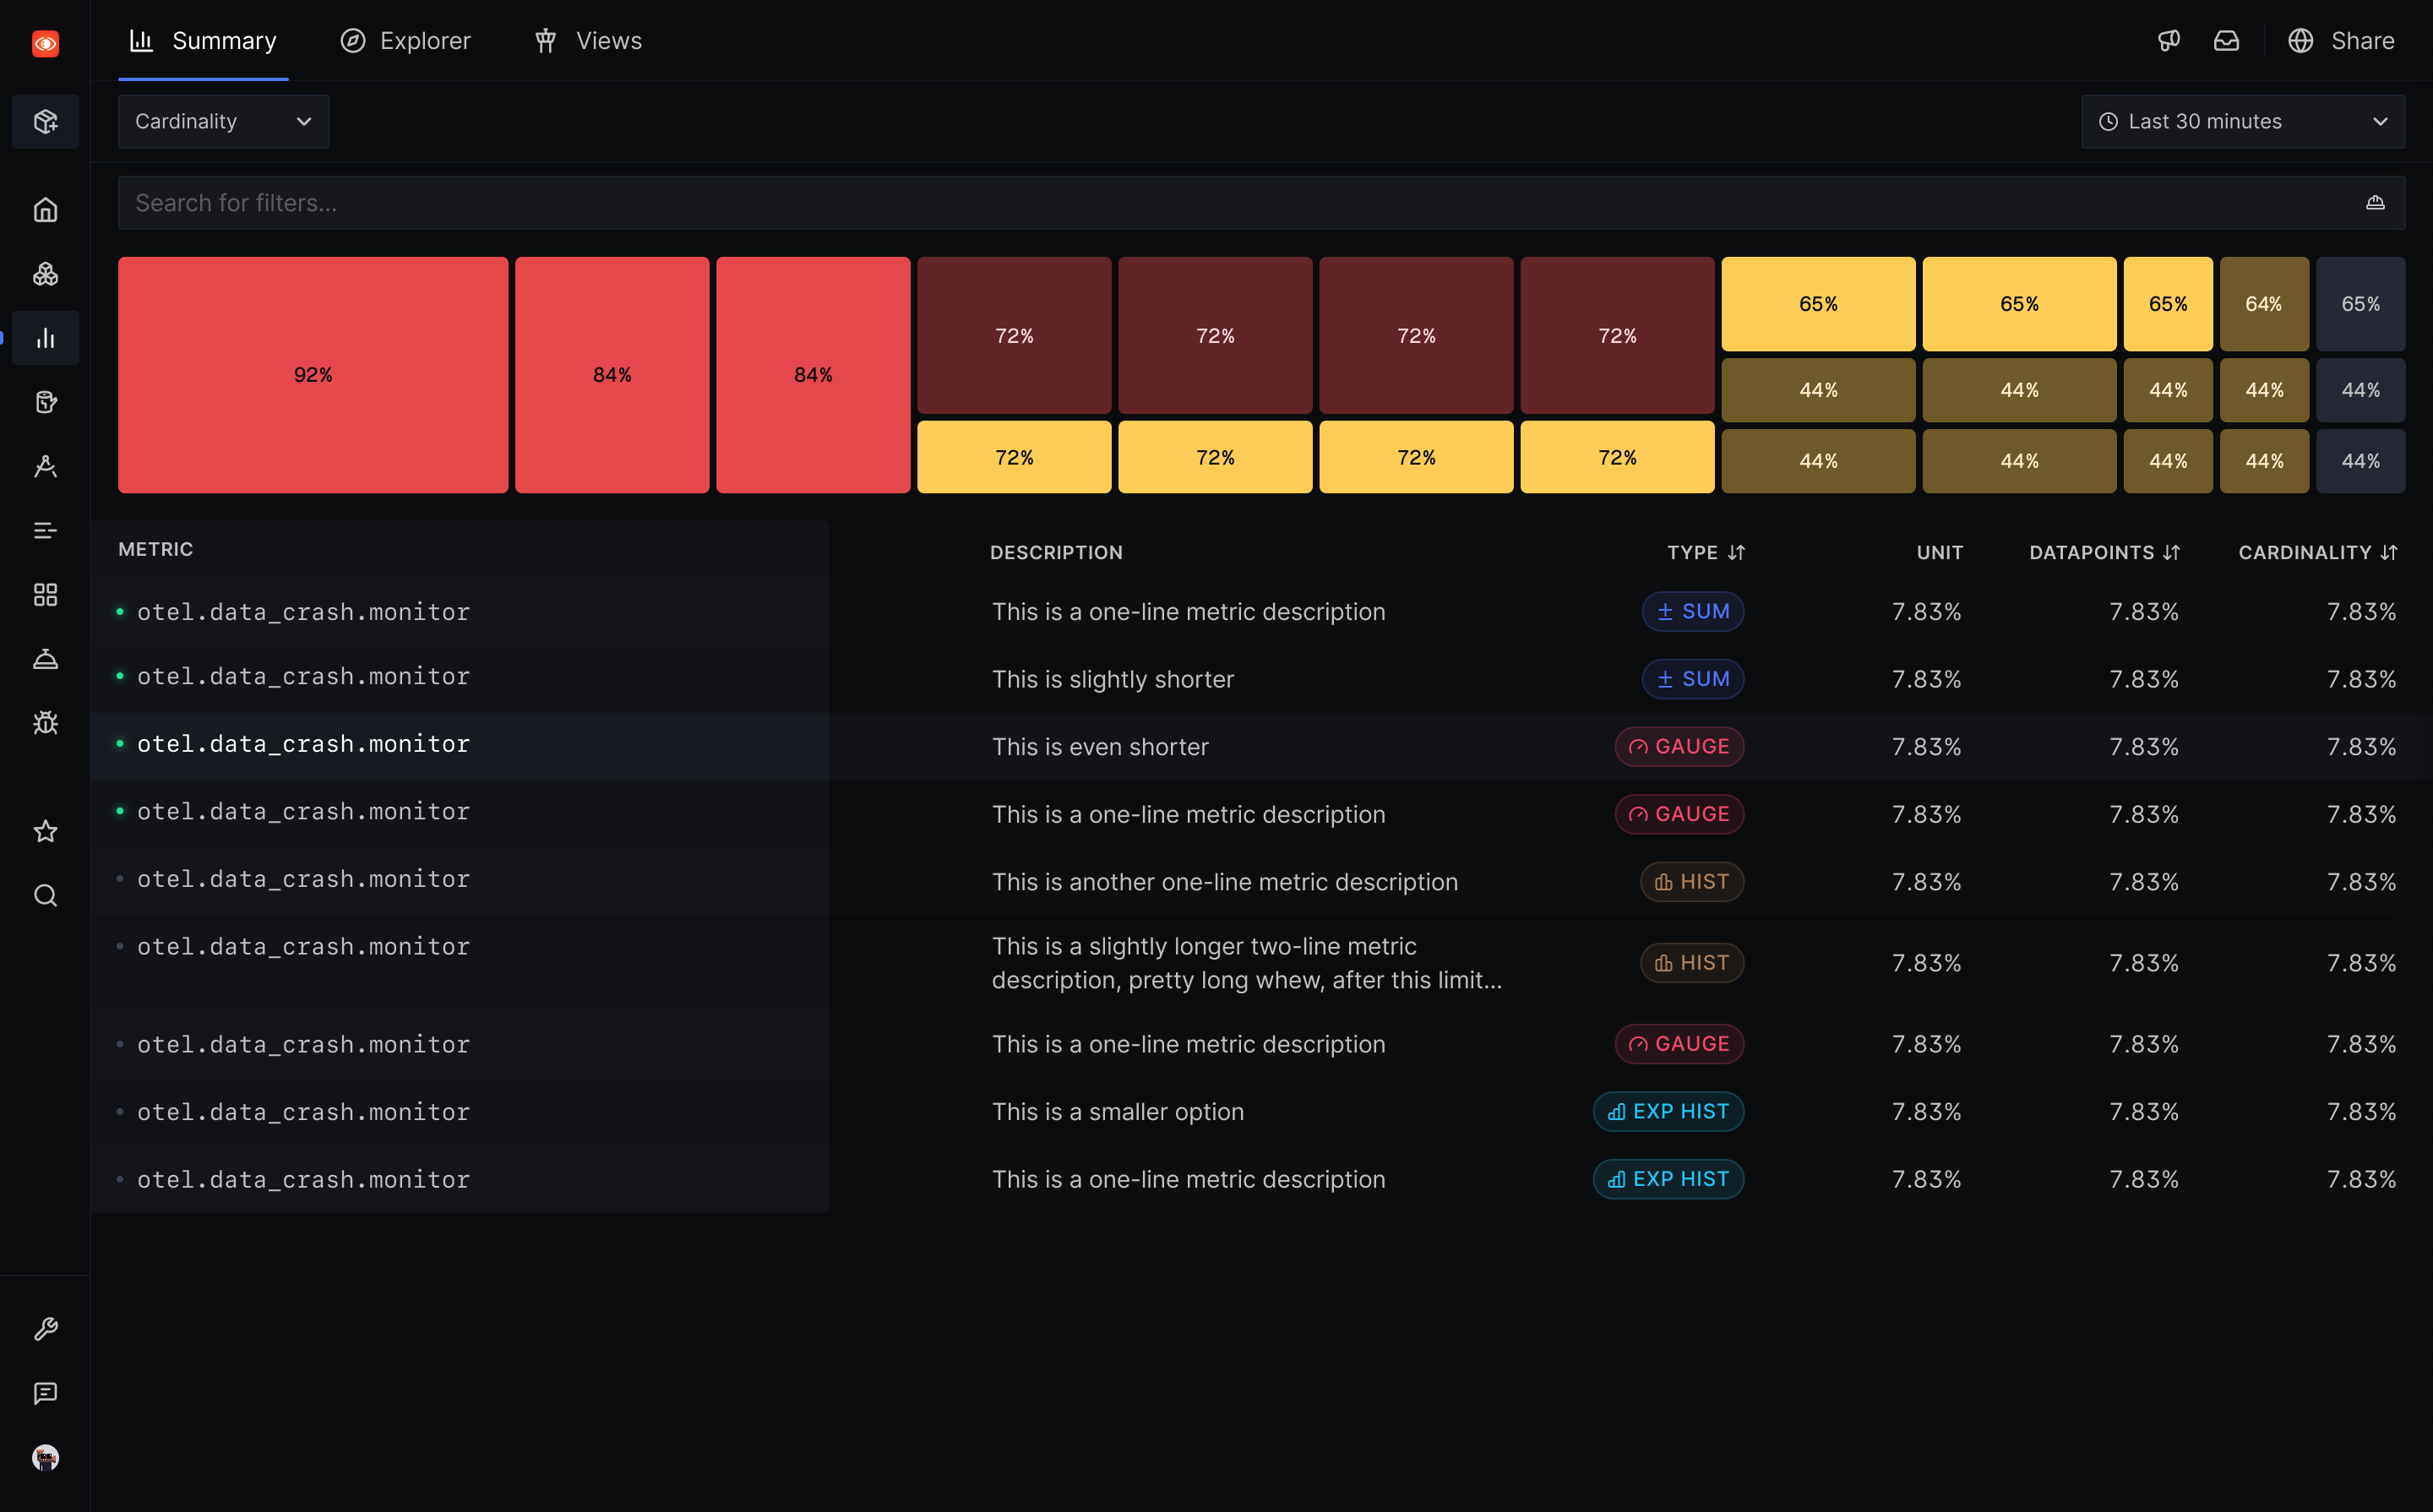 Summary
Explorer
Views
Share
Cardinality
Last 30 minutes
Search for filters...
92%
84%
84%
72%
72%
72%
72%
65%
65%
65%
64%
65%
44%
44%
44%
44%
44%
72%
72%
72%
72%
44%
44%
44%
44%
44%
METRIC DESCRIPTION TYPE UNIT DATAPOINTS CARDINALITY
otel.data_crash.monitor This is a one-line metric description SUM 7.83% 7.83% 7.83%
otel.data_crash.monitor This is slightly shorter SUM 7.83% 7.83% 7.83%
otel.data_crash.monitor This is even shorter GAUGE 7.83% 7.83% 7.83%
otel.data_crash.monitor This is a one-line metric description GAUGE 7.83% 7.83% 7.83%
otel.data_crash.monitor This is another one-line metric description HIST 7.83% 7.83% 7.83%
otel.data_crash.monitor This is a slightly longer two-line metric
description, pretty long whew, after this limit... HIST 7.83% 7.83% 7.83%
otel.data_crash.monitor This is a one-line metric description GAUGE 7.83% 7.83% 7.83%
otel.data_crash.monitor This is a smaller option EXP HIST 7.83% 7.83% 7.83%
otel.data_crash.monitor This is a one-line metric description EXP HIST 7.83% 7.83% 7.83%